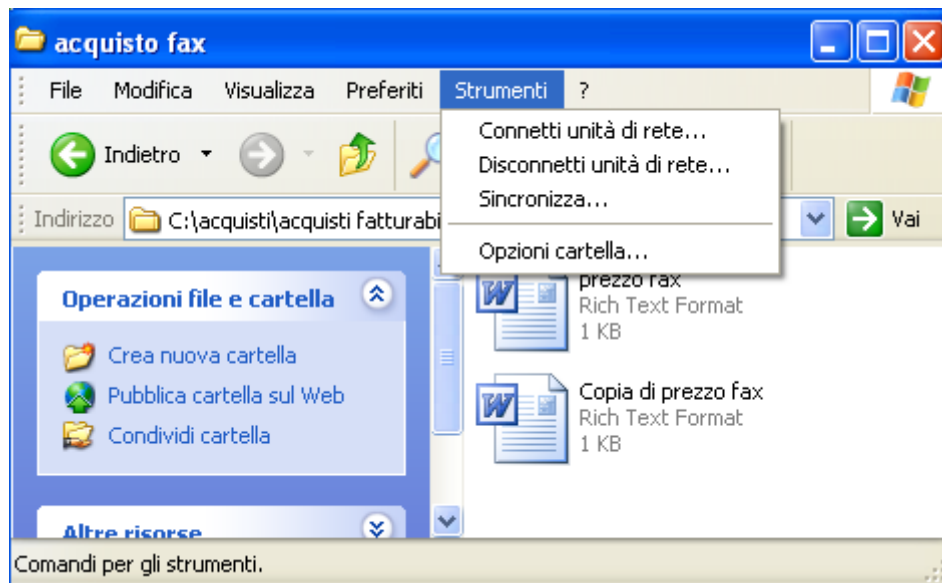 acquisto fax
File Modifica Visualizza Preferiti Strumenti ?
Connetti unità di rete...
Disconnetti unità di rete...
Sincronizza...
Opzioni cartella...
Indietro
Indirizzo C:\acquisti\acquisti fatturabi Vai
Operazioni file e cartella
Crea nuova cartella
Pubblica cartella sul Web
Condividi cartella
Altre risorse
prezzo fax
Rich Text Format
1 KB
Copia di prezzo fax
Rich Text Format
1 KB
Comandi per gli strumenti.